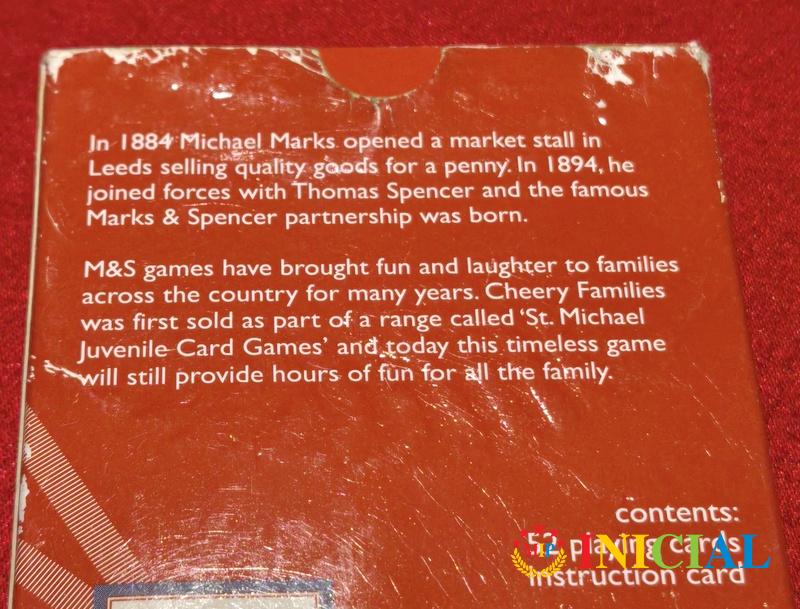 In 1884 Michael Marks opened a market stall in
Leeds selling quality goods for a penny. In 1894, he
joined forces with Thomas Spencer and the famous
Marks & Spencer partnership was born.
M&S games have brought fun and laughter to families
across the country for many years. Cheery Families
was first sold as part of a range called ‘St. Michael
Juvenile Card Games’ and today this timeless game
will still provide hours of fun for all the family.
contents:
52 playing cards
instruction card
INICIAL